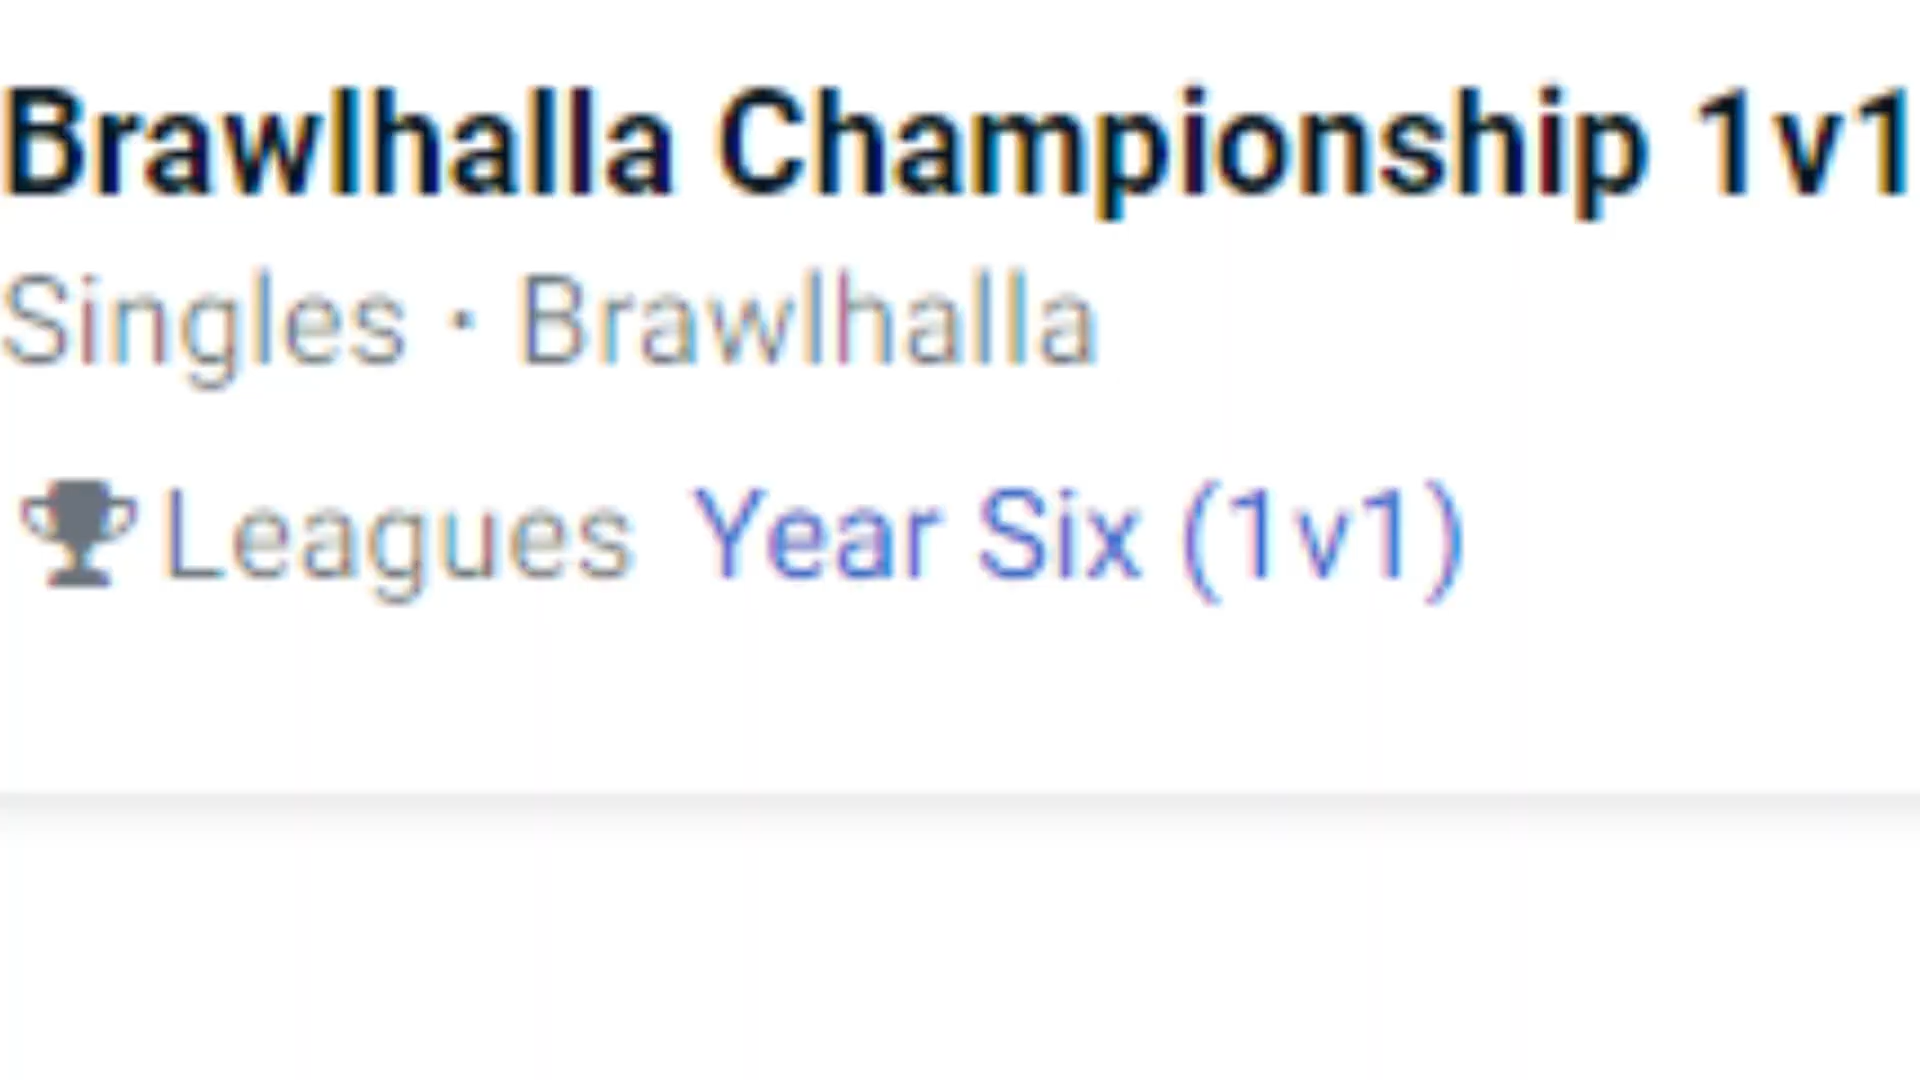 Brawlhalla Championship 1v1
Singles · Brawlhalla
Leagues Year Six (1v1)